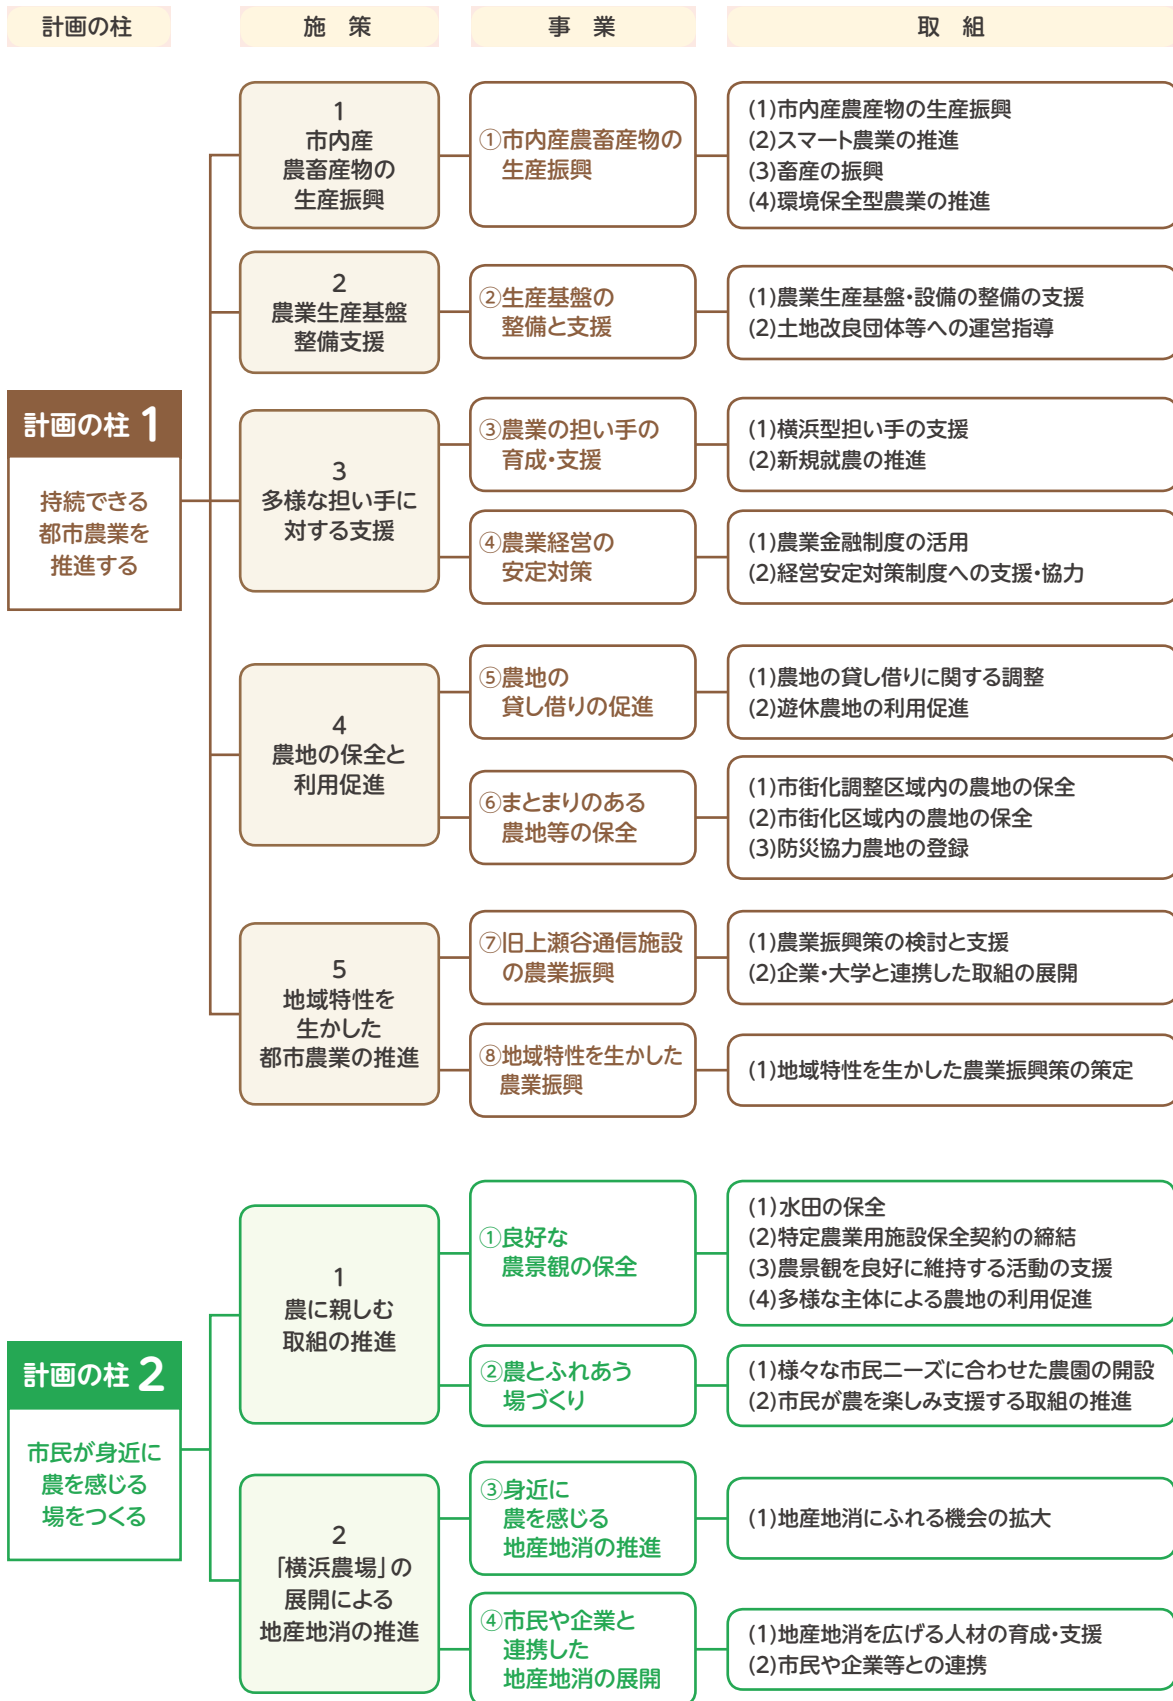 計画の柱
施　策
事　業
取　組
計画の柱 1
持続できる
都市農業を
推進する
1
市内産
農畜産物の
生産振興
①市内産農畜産物の
生産振興
(1)市内産農産物の生産振興
(2)スマート農業の推進
(3)畜産の振興
(4)環境保全型農業の推進
2
農業生産基盤
整備支援
②生産基盤の
整備と支援
(1)農業生産基盤・設備の整備の支援
(2)土地改良団体等への運営指導
3
多様な担い手に
対する支援
③農業の担い手の
育成・支援
(1)横浜型担い手の支援
(2)新規就農の推進
④農業経営の
安定対策
(1)農業金融制度の活用
(2)経営安定対策制度への支援・協力
4
農地の保全と
利用促進
⑤農地の
貸し借りの促進
(1)農地の貸し借りに関する調整
(2)遊休農地の利用促進
⑥まとまりのある
農地等の保全
(1)市街化調整区域内の農地の保全
(2)市街化区域内の農地の保全
(3)防災協力農地の登録
5
地域特性を
生かした
都市農業の推進
⑦旧上瀬谷通信施設
の農業振興
(1)農業振興策の検討と支援
(2)企業・大学と連携した取組の展開
⑧地域特性を生かした
農業振興
(1)地域特性を生かした農業振興策の策定
計画の柱 2
市民が身近に
農を感じる
場をつくる
1
農に親しむ
取組の推進
①良好な
農景観の保全
(1)水田の保全
(2)特定農業用施設保全契約の締結
(3)農景観を良好に維持する活動の支援
(4)多様な主体による農地の利用促進
②農とふれあう
場づくり
(1)様々な市民ニーズに合わせた農園の開設
(2)市民が農を楽しみ支援する取組の推進
2
「横浜農場」の
展開による
地産地消の推進
③身近に
農を感じる
地産地消の推進
(1)地産地消にふれる機会の拡大
④市民や企業と
連携した
地産地消の展開
(1)地産地消を広げる人材の育成・支援
(2)市民や企業等との連携